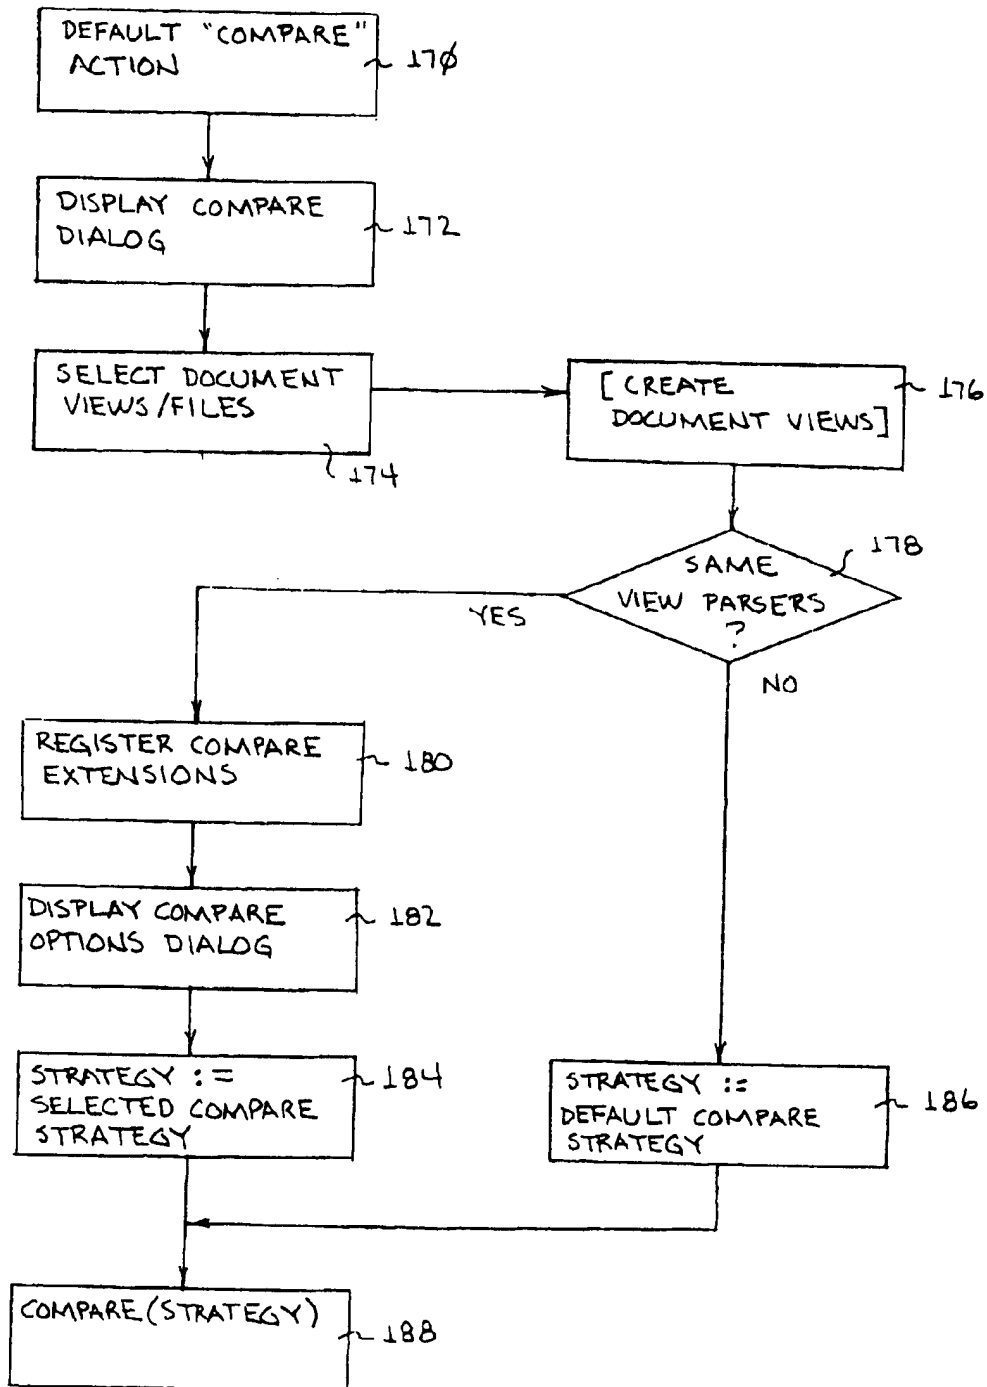 DEFAULT "COMPARE"
ACTION
17Ø
DISPLAY COMPARE
DIALOG
172
SELECT DOCUMENT
VIEWS/FILES
174
[CREATE
DOCUMENT VIEWS]
176
SAME
VIEW PARSERS
?
178
YES
NO
REGISTER COMPARE
EXTENSIONS
180
DISPLAY COMPARE
OPTIONS DIALOG
182
STRATEGY :=
SELECTED COMPARE
STRATEGY
184
STRATEGY :=
DEFAULT COMPARE
STRATEGY
186
COMPARE(STRATEGY)
188